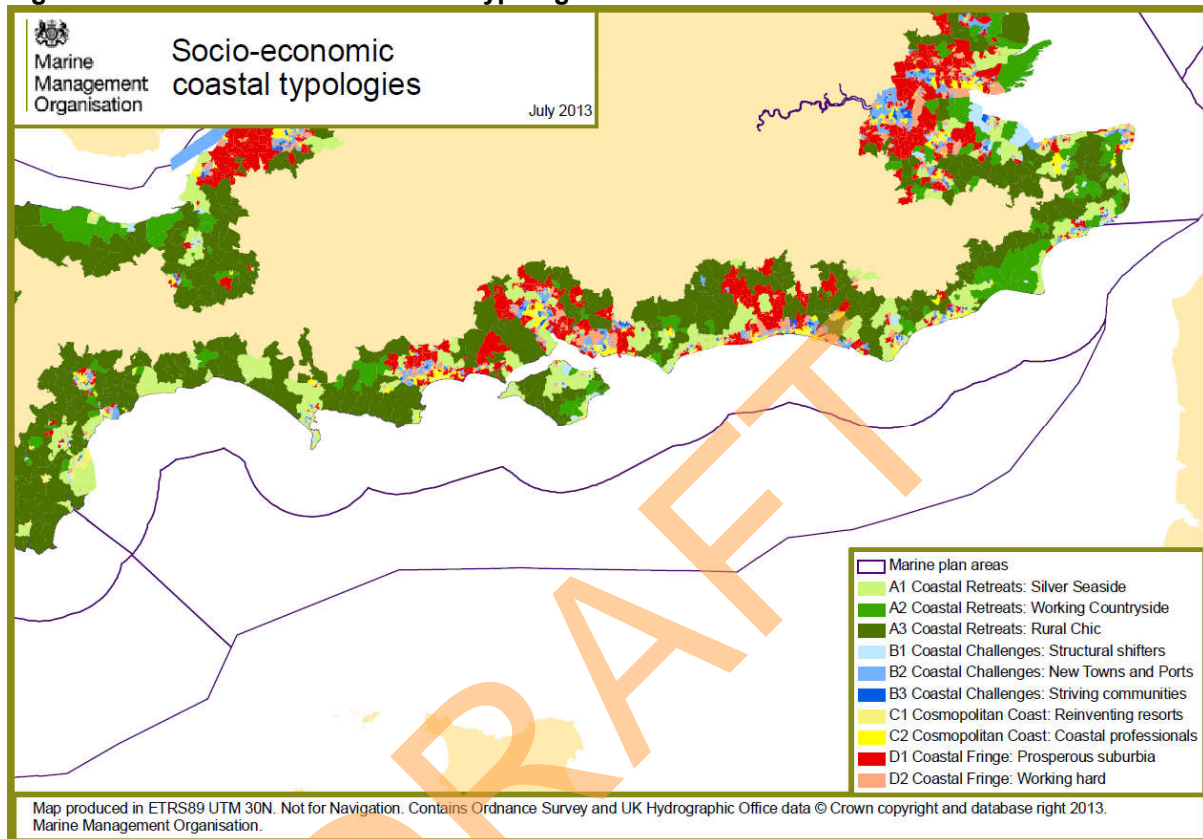 Marine
Management
Organisation
Socio-economic
coastal typologies
July 2013
Marine plan areas
A1 Coastal Retreats: Silver Seaside
A2 Coastal Retreats: Working Countryside
A3 Coastal Retreats: Rural Chic
B1 Coastal Challenges: Structural shifters
B2 Coastal Challenges: New Towns and Ports
B3 Coastal Challenges: Striving communities
C1 Cosmopolitan Coast: Reinventing resorts
C2 Cosmopolitan Coast: Coastal professionals
D1 Coastal Fringe: Prosperous suburbia
D2 Coastal Fringe: Working hard
DRAFT
Map produced in ETRS89 UTM 30N. Not for Navigation. Contains Ordnance Survey and UK Hydrographic Office data © Crown copyright and database right 2013.
Marine Management Organisation.